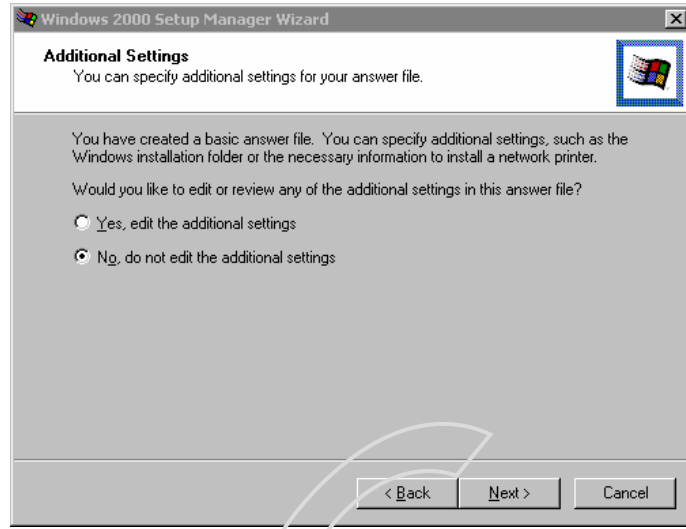 Windows 2000 Setup Manager Wizard
Additional Settings
You can specify additional settings for your answer file.
You have created a basic answer file. You can specify additional settings, such as the
Windows installation folder or the necessary information to install a network printer.
Would you like to edit or review any of the additional settings in this answer file?
Yes, edit the additional settings
No, do not edit the additional settings
< Back Next > Cancel